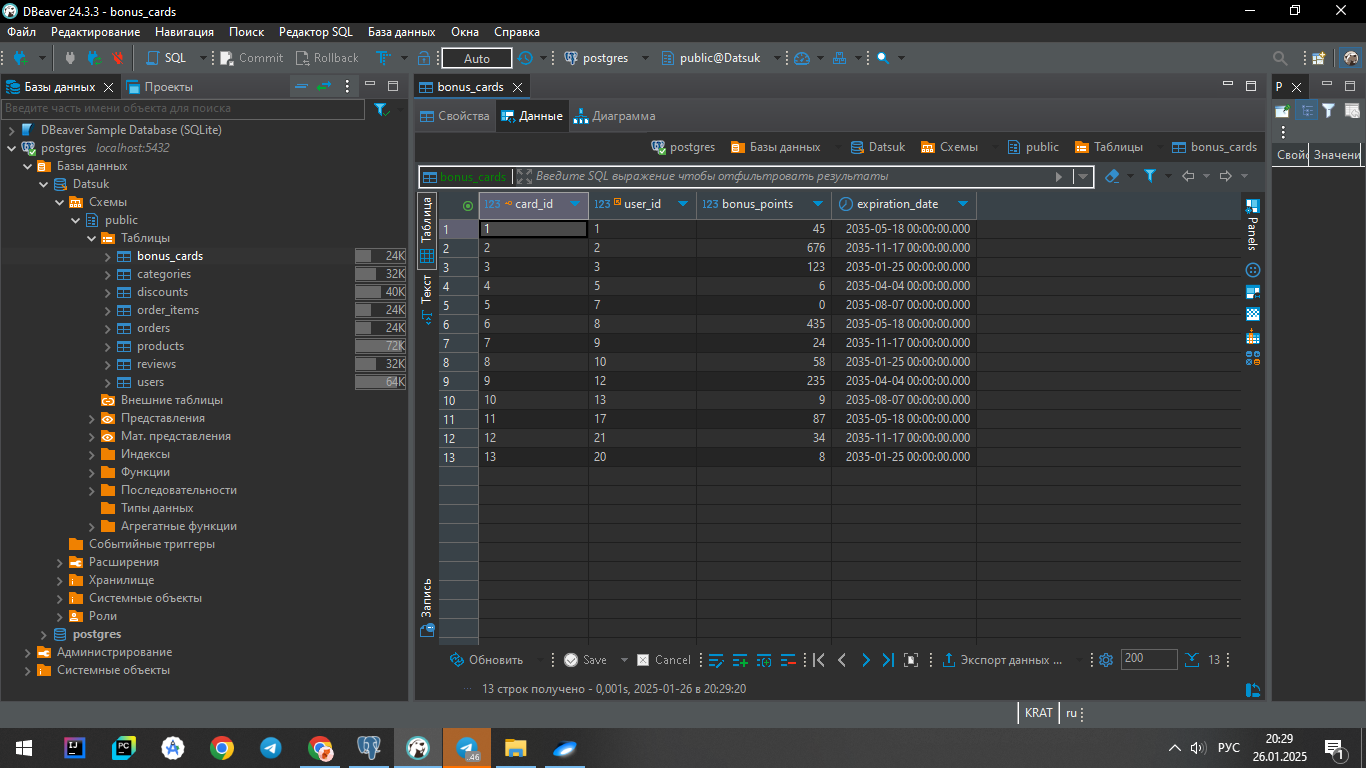 DBeaver 24.3.3 - bonus_cards
Файл Редактирование Навигация Поиск Редактор SQL База данных Окна Справка
SQL Commit Rollback Auto postgres public@Datsuk
Базы данных Проекты
Введите часть имени объекта для поиска
DBeaver Sample Database (SQLite)
postgres localhost:5432
Базы данных
Datsuk
Схемы
public
Таблицы
bonus_cards 24K
categories 32K
discounts 40K
order_items 24K
orders 24K
products 72K
reviews 32K
users 64K
Внешние таблицы
Представления
Мат. представления
Индексы
Функции
Последовательности
Типы данных
Агрегатные функции
Событийные триггеры
Расширения
Хранилище
Системные объекты
Роли
postgres
Администрирование
Системные объекты
bonus_cards
Свойства Данные Диаграмма
postgres Базы данных Datsuk Схемы public Таблицы bonus_cards
bonus_cards Введите SQL выражение чтобы отфильтровать результаты
Таблица
Текст
Запись
123 card_id 123 user_id 123 bonus_points expiration_date
1 1 1 45 2035-05-18 00:00:00.000
2 2 2 676 2035-11-17 00:00:00.000
3 3 3 123 2035-01-25 00:00:00.000
4 4 5 6 2035-04-04 00:00:00.000
5 5 7 0 2035-08-07 00:00:00.000
6 6 8 435 2035-05-18 00:00:00.000
7 7 9 24 2035-11-17 00:00:00.000
8 8 10 58 2035-01-25 00:00:00.000
9 9 12 235 2035-04-04 00:00:00.000
10 10 13 9 2035-08-07 00:00:00.000
11 11 17 87 2035-05-18 00:00:00.000
12 12 21 34 2035-11-17 00:00:00.000
13 13 20 8 2035-01-25 00:00:00.000
Panels
Обновить Save Cancel Экспорт данных ... 200 13
13 строк получено - 0,001s, 2025-01-26 в 20:29:20
P
Свойс Значени
KRAT ru
IJ PC .46
РУС
20:29
26.01.2025
1